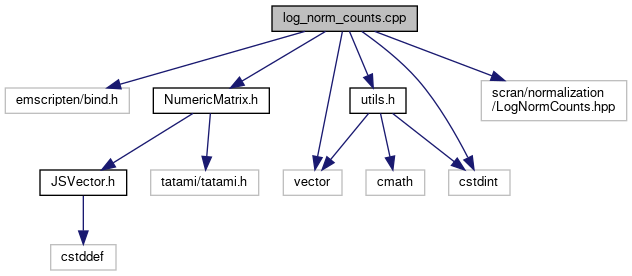 log_norm_counts.cpp
emscripten/bind.h
NumericMatrix.h
utils.h
scran/normalization
/LogNormCounts.hpp
JSVector.h
tatami/tatami.h
vector
cmath
cstdint
cstddef